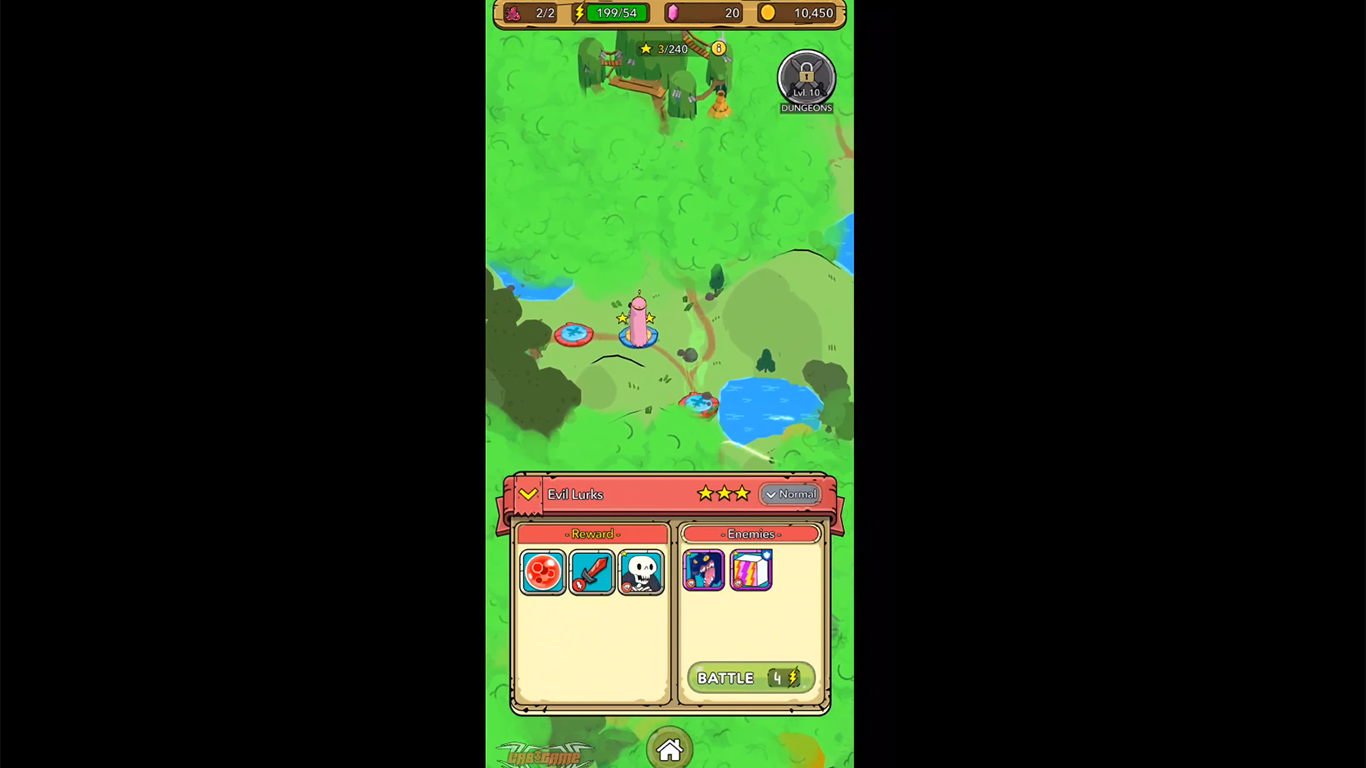 2/2 199/54 20 10,450
3/240 i
Lvl. 10
DUNGEONS
Evil Lurks
Normal
- Reward -
- Enemies -
BATTLE 4